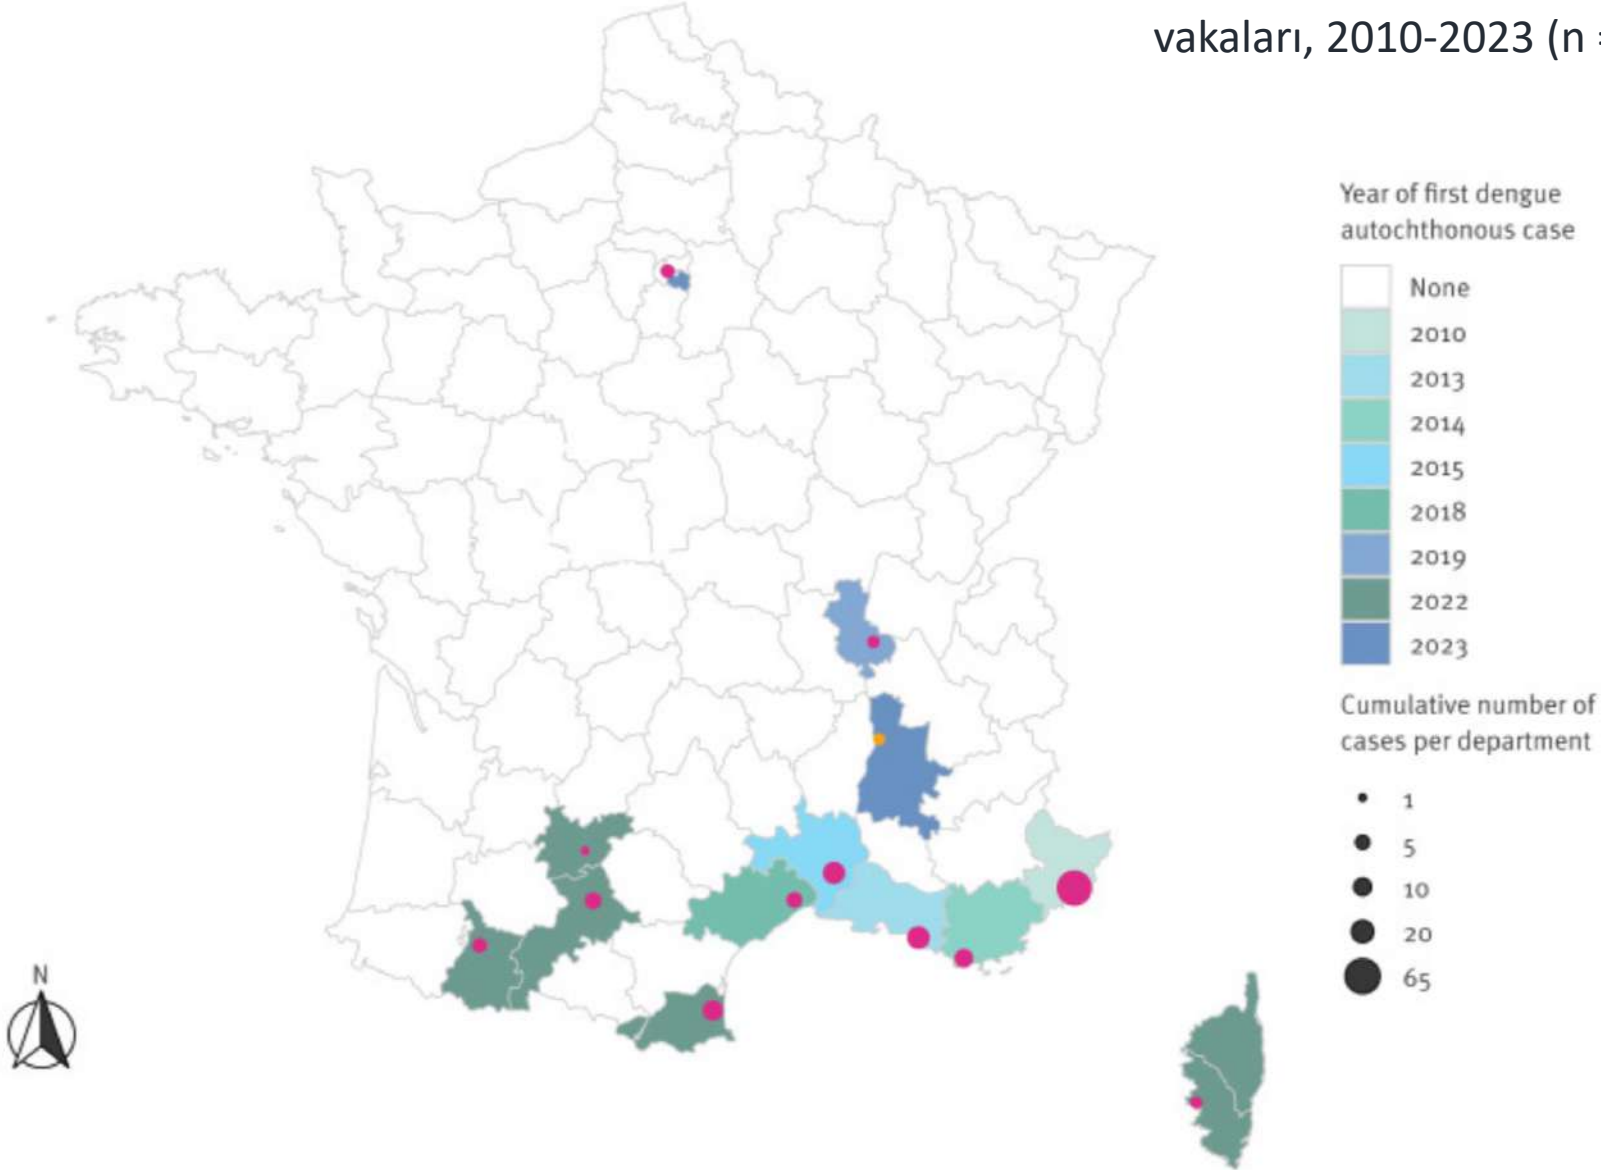 vakaları, 2010-2023 (n =
Year of first dengue
autochthonous case
None
2010
2013
2014
2015
2018
2019
2022
2023
Cumulative number of
cases per department
1
5
10
20
65
N